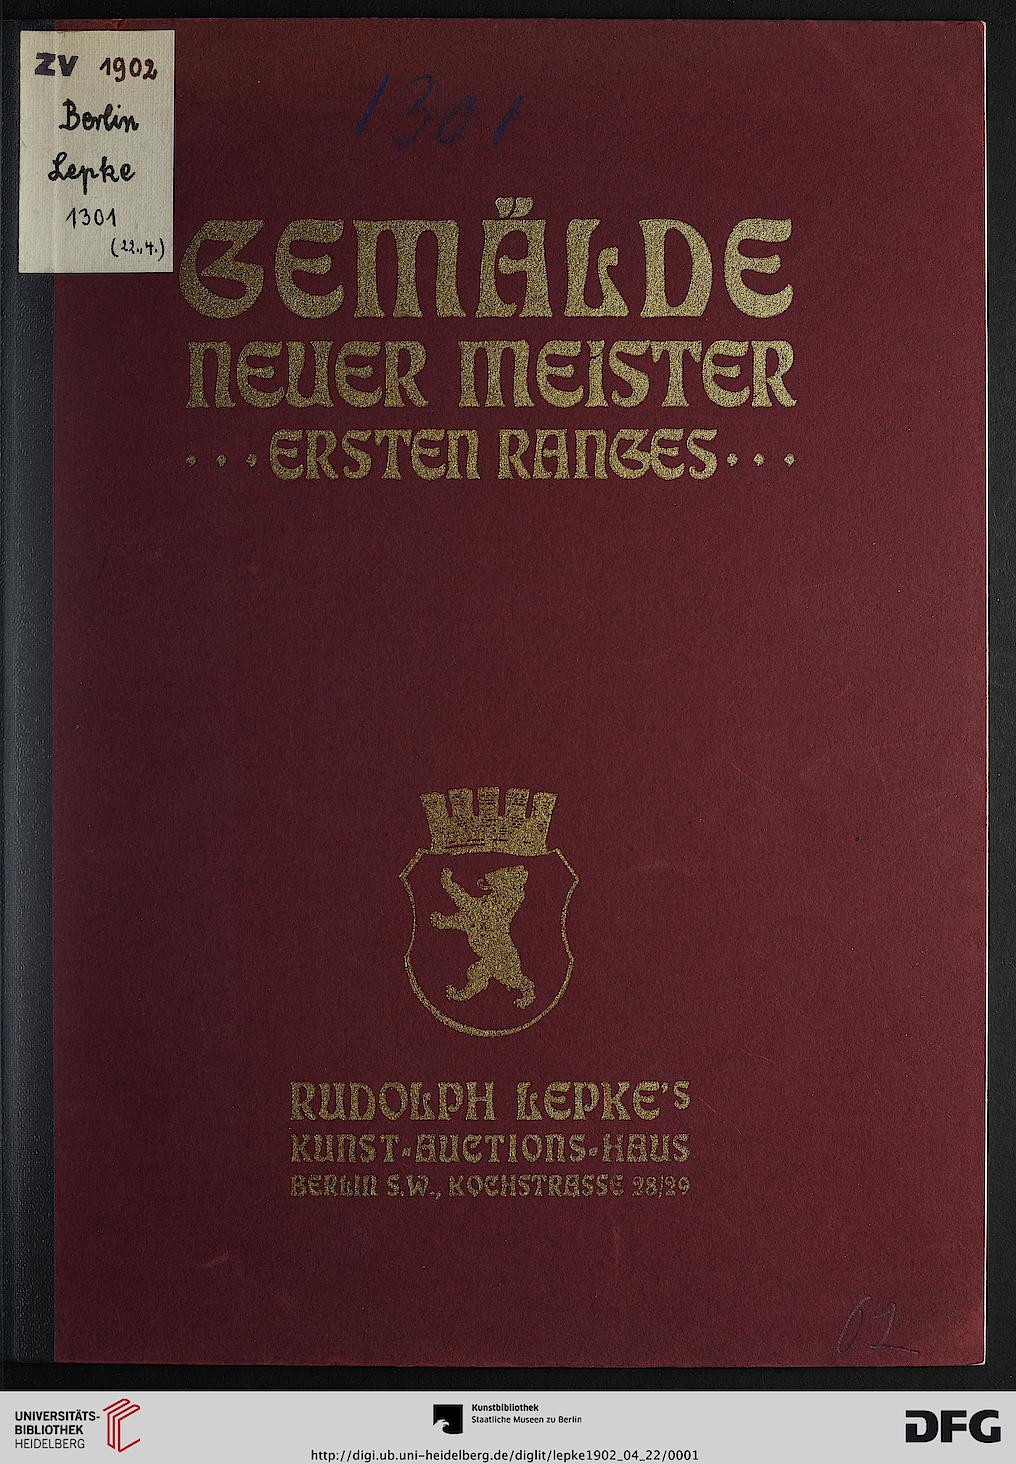 ZV 1902
Berlin
Lepke
1301
(22.,4.)
1301
GEMÄLDE
NEUER MEISTER
...ERSTEN RANGES...
RUDOLPH LEPKE'S
KUNST-AUCTIONS-HAUS
BERLIN S.W., KOCHSTRASSE 28/29
UNIVERSITÄTS-
BIBLIOTHEK
HEIDELBERG
Kunstbibliothek
Staatliche Museen zu Berlin
http://digi.ub.uni-heidelberg.de/diglit/lepke1902_04_22/0001
DFG